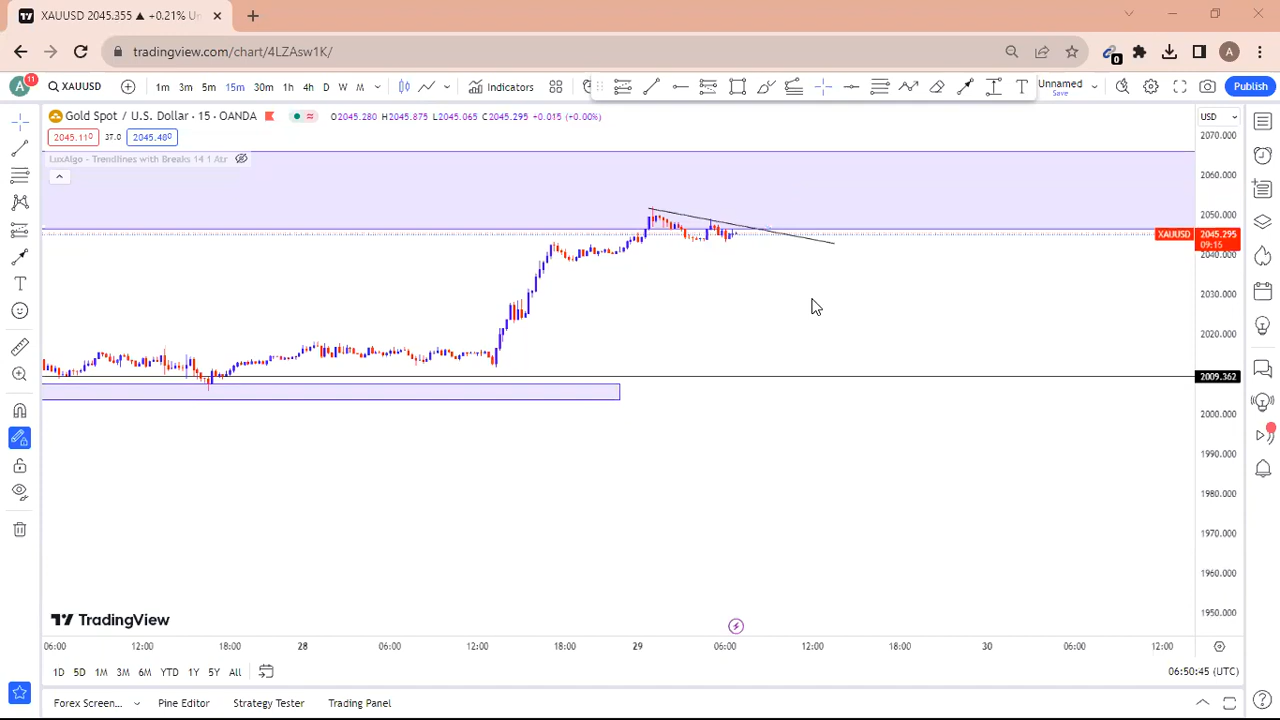 XAUUSD 2045.355 ▲ +0.21% Un
tradingview.com/chart/4LZAsw1K/
0
A
A
11
XAUUSD
1m 3m 5m 15m 30m 1h 4h D W M
Indicators
Unnamed
Save
Publish
Gold Spot / U.S. Dollar · 15 · OANDA
O2045.280 H2045.875 L2045.065 C2045.295 +0.015 (+0.00%)
USD
2045.110
37.0
2045.480
LuxAlgo - Trendlines with Breaks 14 1 Atr
2070.000
2060.000
2050.000
XAUUSD
2045.295
09:15
2040.000
2030.000
2020.000
2009.362
2000.000
1990.000
1980.000
1970.000
1960.000
1950.000
TradingView
06:00 12:00 18:00 28 06:00 12:00 18:00 29 06:00 12:00 18:00 30 06:00 12:00
1D 5D 1M 3M 6M YTD 1Y 5Y All
06:50:45 (UTC)
Forex Screen... Pine Editor Strategy Tester Trading Panel